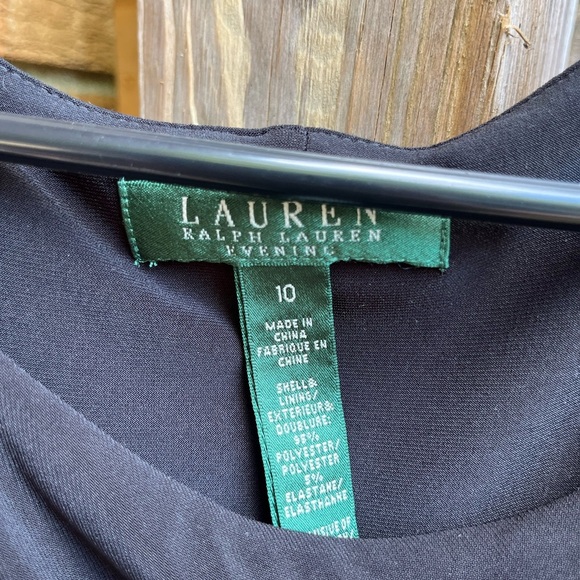 LAUREN
RALPH LAUREN
EVENING
10
MADE IN
CHINA
FABRIQUE EN
CHINE
SHELL&
LINING/
EXTERIEUR&
DOUBLURE:
95%
POLYESTER/
POLYESTER
5%
ELASTANE/
ELASTHANNE
OF